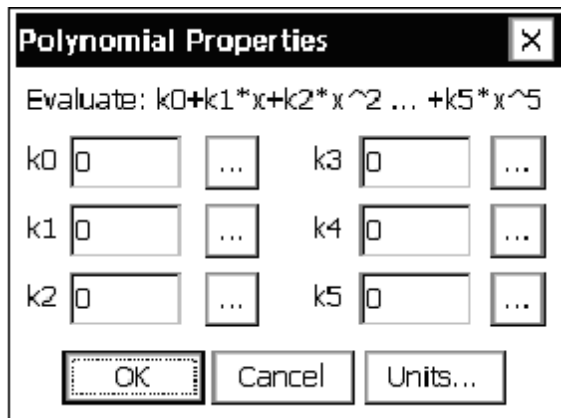 Polynomial Properties X
Evaluate: k0+k1*x+k2*x^2 ... +k5*x^5
k0 0 ... k3 0 ...
k1 0 ... k4 0 ...
k2 0 ... k5 0 ...
OK Cancel Units...